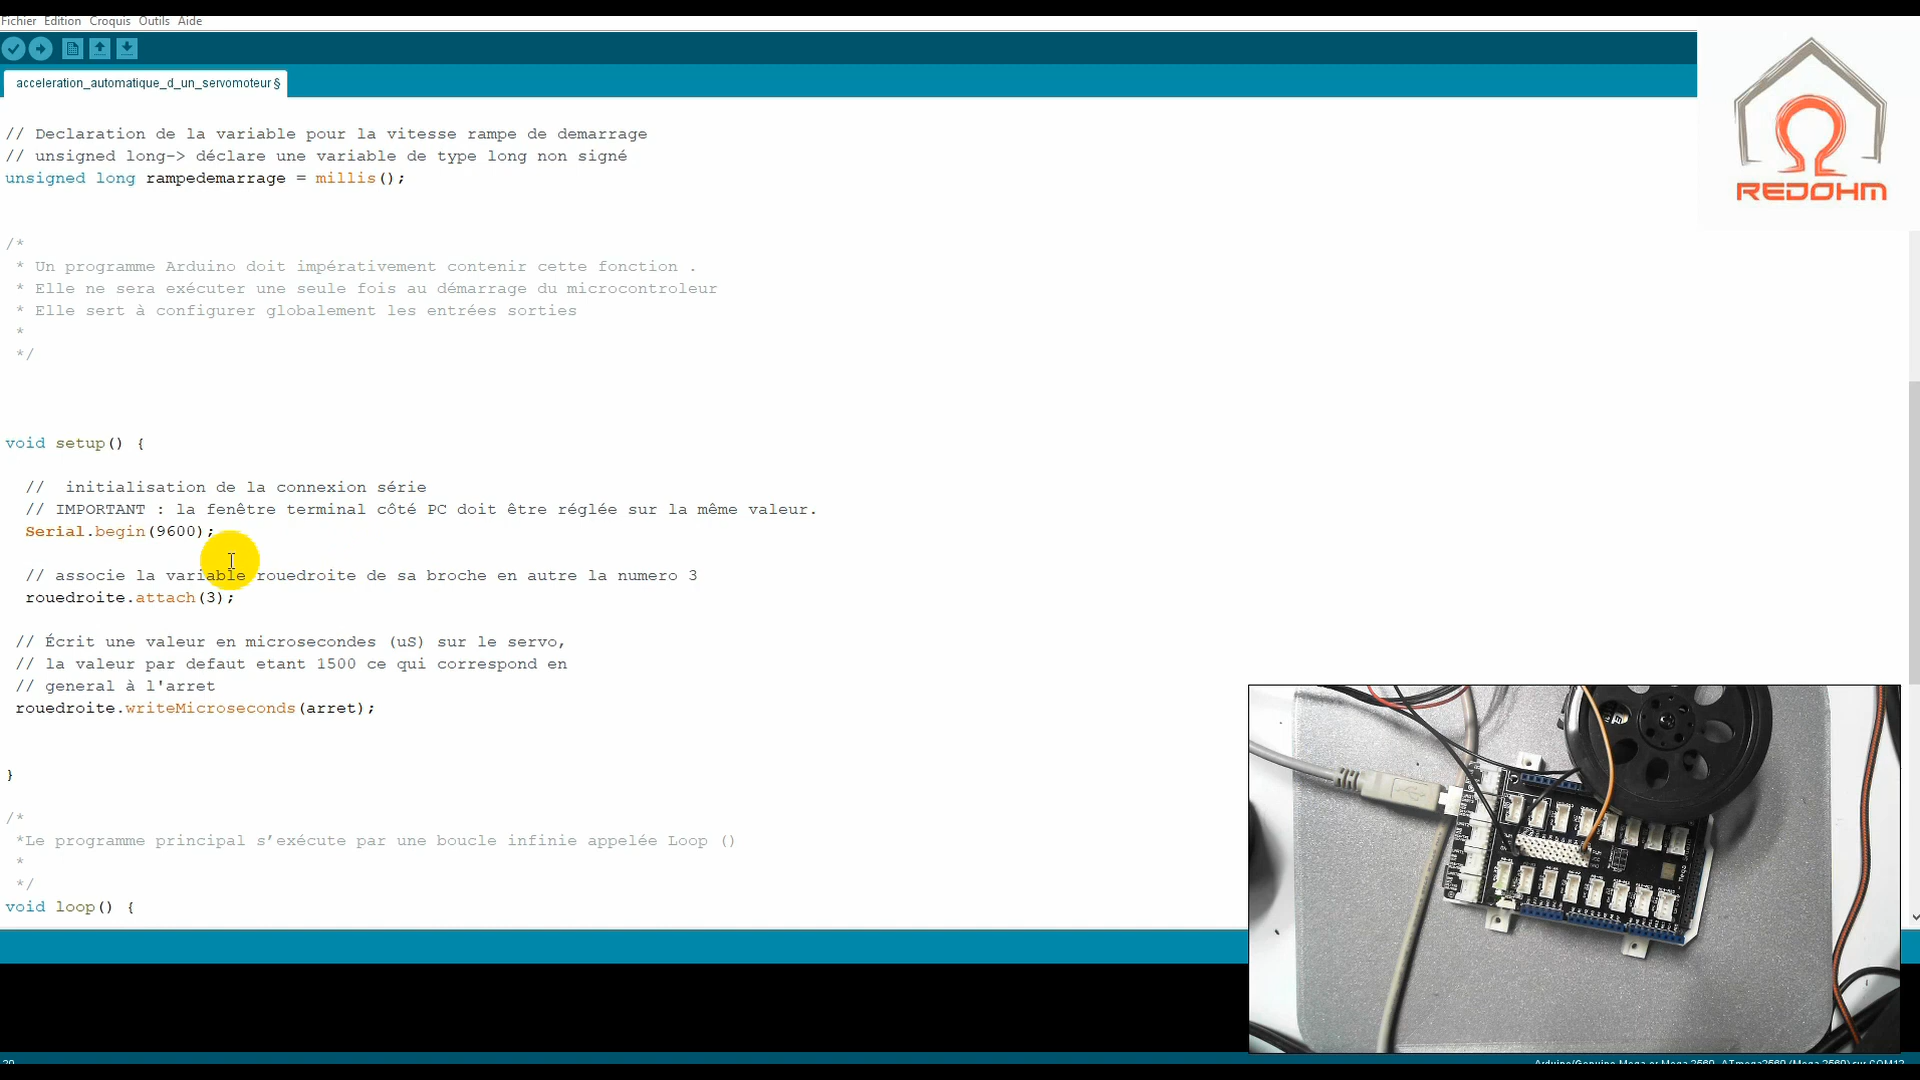 Fichier Edition Croquis Outils Aide
acceleration_automatique_d_un_servomoteur §
REDOHM
// Declaration de la variable pour la vitesse rampe de demarrage
// unsigned long-> déclare une variable de type long non signé
unsigned long rampedemarrage = millis();
/*
* Un programme Arduino doit impérativement contenir cette fonction .
* Elle ne sera exécuter une seule fois au démarrage du microcontroleur
* Elle sert à configurer globalement les entrées sorties
*
*/
void setup() {
// initialisation de la connexion série
// IMPORTANT : la fenêtre terminal côté PC doit être réglée sur la même valeur.
Serial.begin(9600);
// associe la variable rouedroite de sa broche en autre la numero 3
rouedroite.attach(3);
// Écrit une valeur en microsecondes (uS) sur le servo,
// la valeur par defaut etant 1500 ce qui correspond en
// general à l'arret
rouedroite.writeMicroseconds(arret);
}
/*
*Le programme principal s’exécute par une boucle infinie appelée Loop ()
*
*/
void loop() {